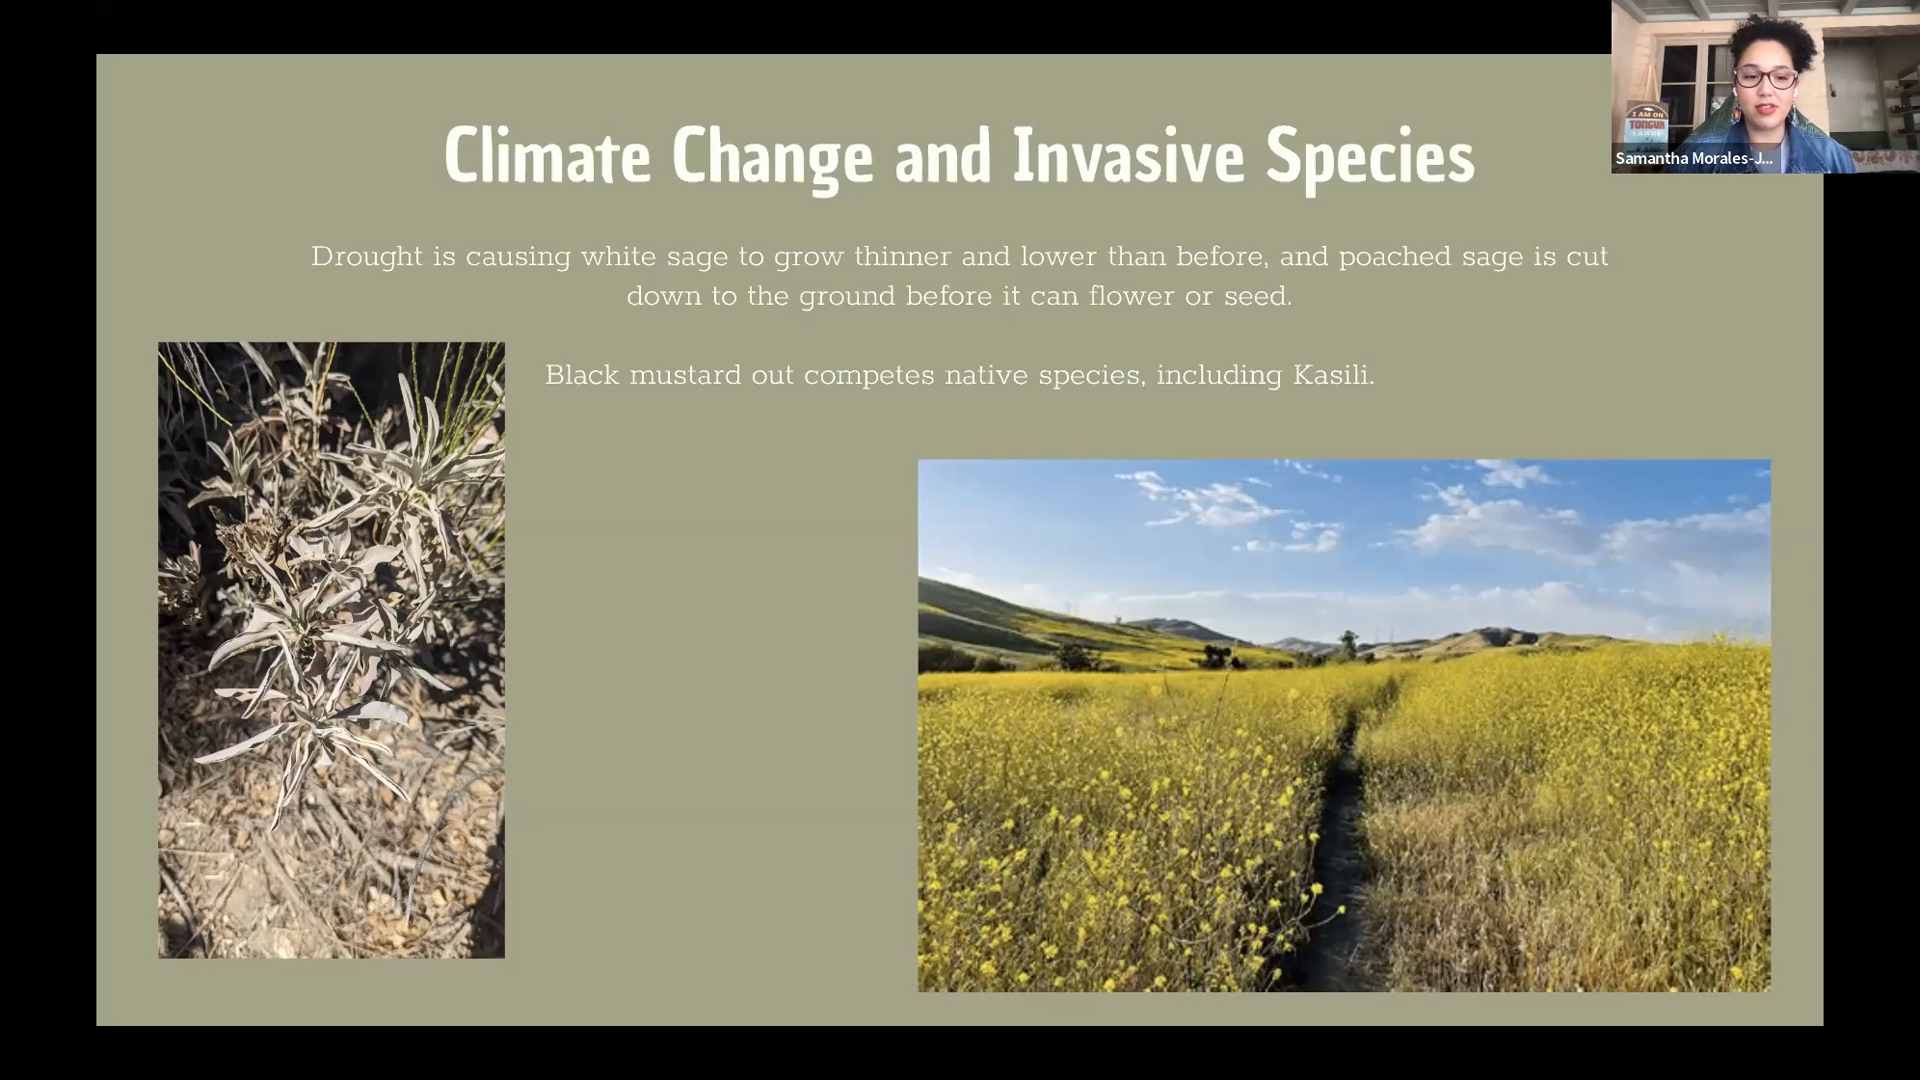 Climate Change and Invasive Species
Drought is causing white sage to grow thinner and lower than before, and poached sage is cut
down to the ground before it can flower or seed.
Black mustard out competes native species, including Kasili.
I AM ON
TONGVA
LAND
Samantha Morales-J...